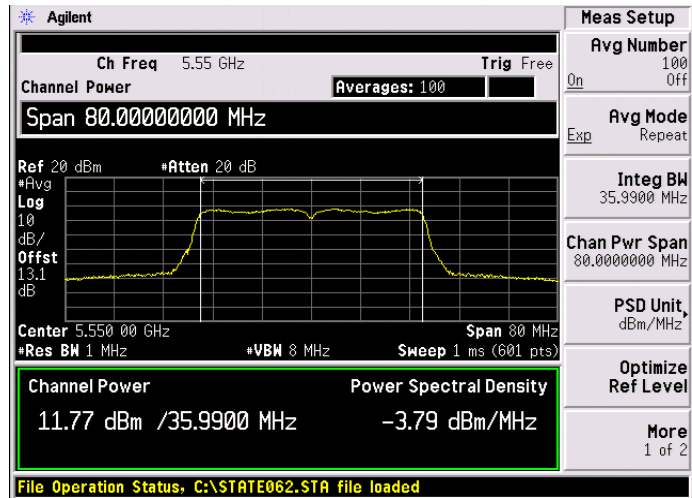 Agilent
Meas Setup
Ch Freq 5.55 GHz Trig Free
Channel Power Averages: 100
Span 80.00000000 MHz
Ref 20 dBm #Atten 20 dB
#Avg
Log
10
dB/
Offst
13.1
dB
Center 5.550 00 GHz Span 80 MHz
#Res BW 1 MHz #VBW 8 MHz Sweep 1 ms (601 pts)
Channel Power Power Spectral Density
11.77 dBm /35.9900 MHz -3.79 dBm/MHz
File Operation Status, C:\STATE062.STA file loaded
Avg Number
100
On Off
Avg Mode
Exp Repeat
Integ BW
35.9900 MHz
Chan Pwr Span
80.0000000 MHz
PSD Unit
dBm/MHz
Optimize
Ref Level
More
1 of 2